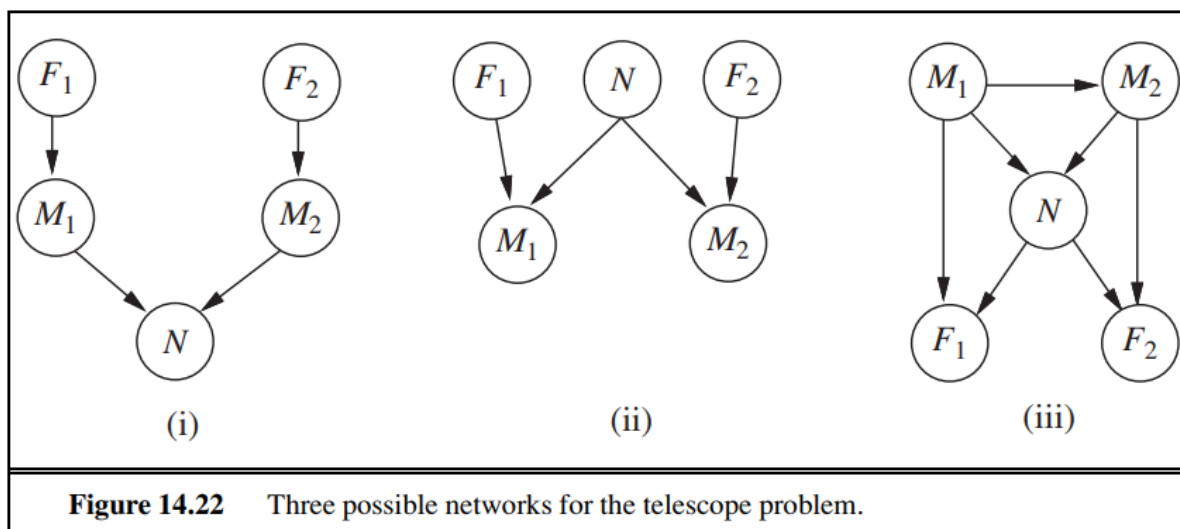 F₁ F₂ F₁ N F₂ M₁ M₂
M₁ M₂ M₁ M₂ N
N F₁ F₂
(i) (ii) (iii)
Figure 14.22 Three possible networks for the telescope problem.